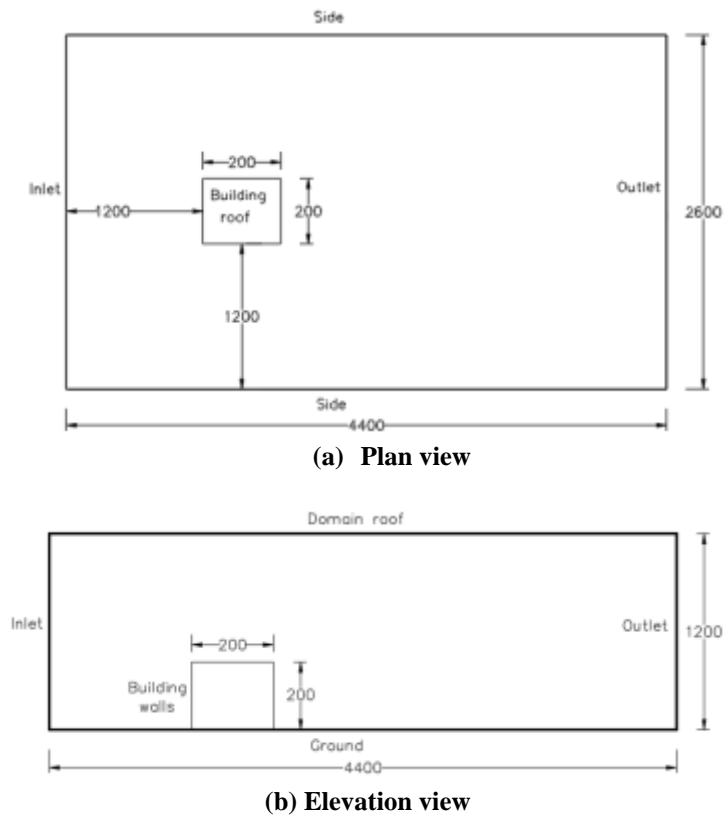 Side
200
Inlet
Building
roof
Outlet
1200
200
2600
1200
Side
4400
(a) Plan view
Domain roof
Inlet
Outlet
200
1200
Building
walls
200
Ground
4400
(b) Elevation view